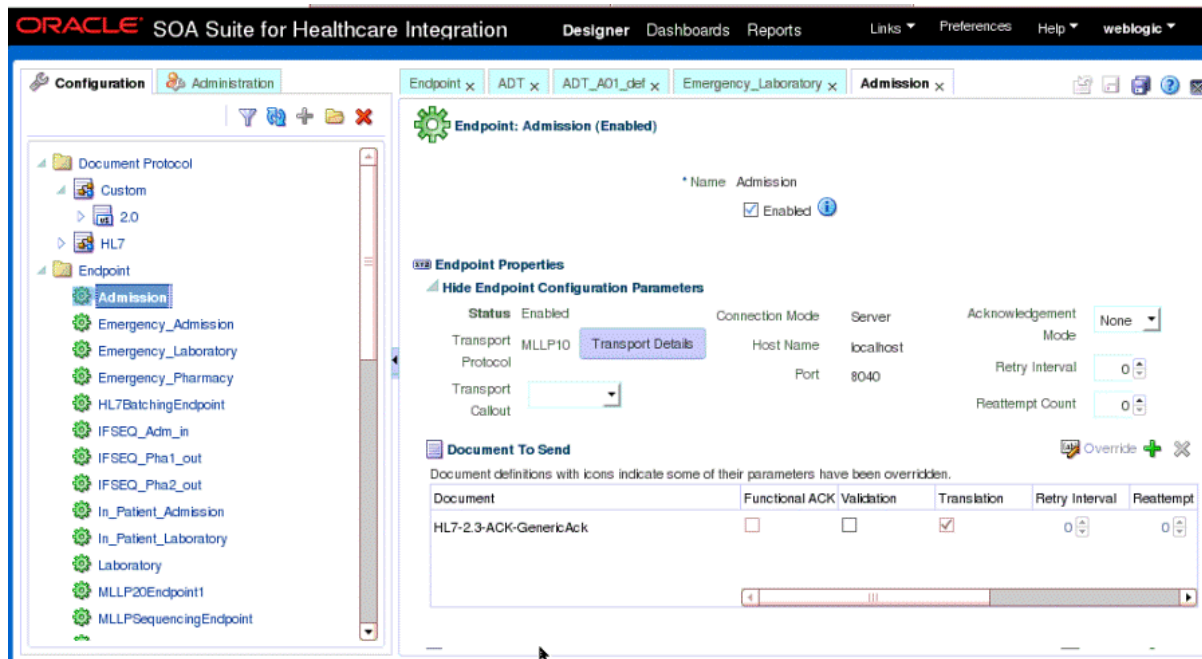 ORACLE SOA Suite for Healthcare Integration Designer Dashboards Reports Links Preferences Help weblogic
Configuration Administration
Endpoint x ADT x ADT_A01_def x Emergency_Laboratory x Admission x
Endpoint: Admission (Enabled)
Document Protocol
Custom
2.0
HL7
Endpoint
Admission
Emergency_Admission
Emergency_Laboratory
Emergency_Pharmacy
HL7BatchingEndpoint
IFSEQ_Adm_in
IFSEQ_Pha1_out
IFSEQ_Pha2_out
In_Patient_Admission
In_Patient_Laboratory
Laboratory
MLLP20Endpoint1
MLLPSequencingEndpoint
* Name Admission
Enabled
Endpoint Properties
Hide Endpoint Configuration Parameters
Status Enabled
Transport Protocol MLLP10 Transport Details
Transport Callout
Connection Mode Server
Host Name localhost
Port 8040
Acknowledgement Mode None
Retry Interval 0
Reattempt Count 0
Document To Send
Override
Document definitions with icons indicate some of their parameters have been overridden.
Document Functional ACK Validation Translation Retry Interval Reattempt
HL7-2.3-ACK-GenericAck 0 0